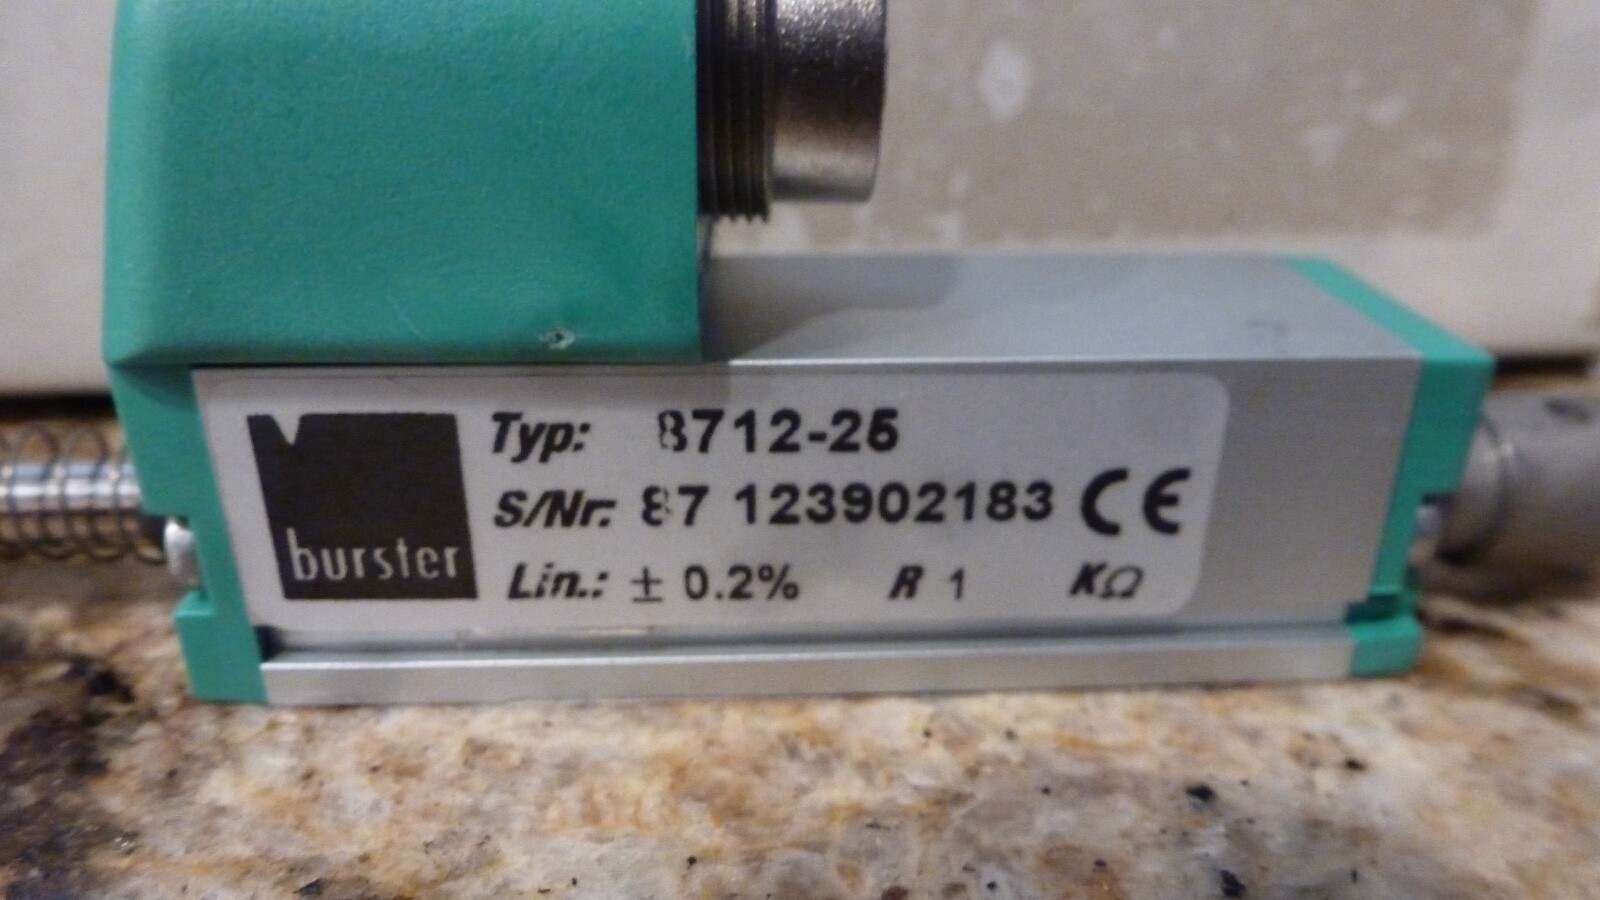 burster
Typ: 8712-25
S/Nr: 87 123902183 CE
Lin.: ± 0.2% R 1 KΩ